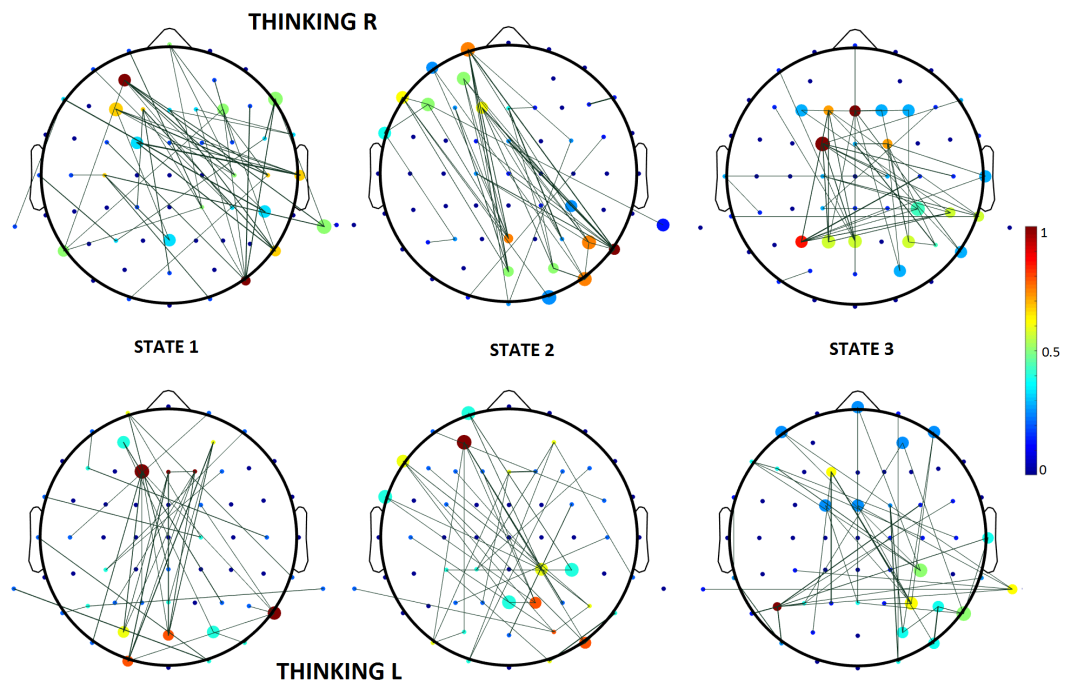 THINKING R
1
0.5
0
STATE 1
STATE 2
STATE 3
THINKING L